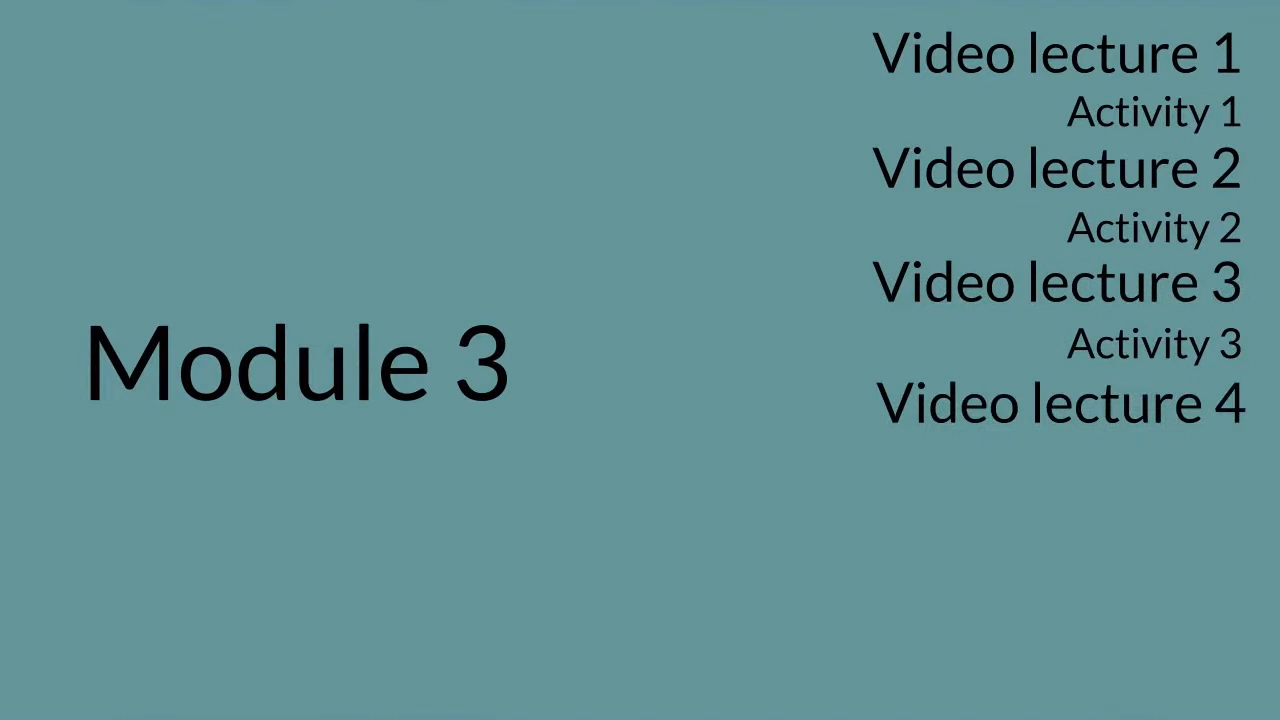 Module 3
Video lecture 1
Activity 1
Video lecture 2
Activity 2
Video lecture 3
Activity 3
Video lecture 4